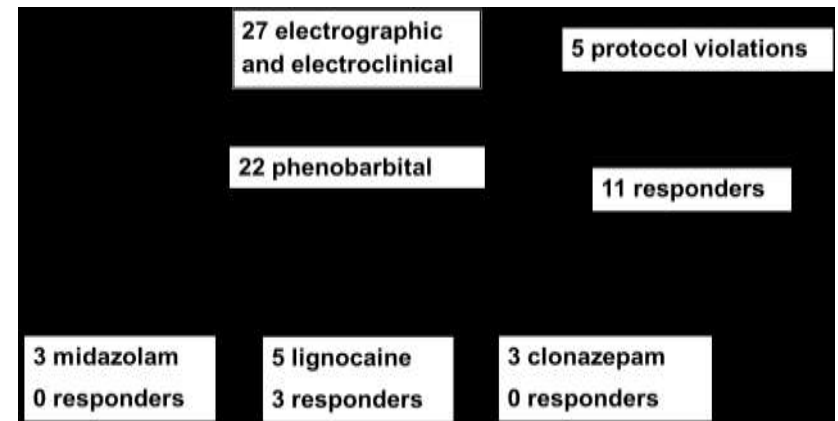 27 electrographic
and electroclinical
5 protocol violations
22 phenobarbital
11 responders
3 midazolam
0 responders
5 lignocaine
3 responders
3 clonazepam
0 responders